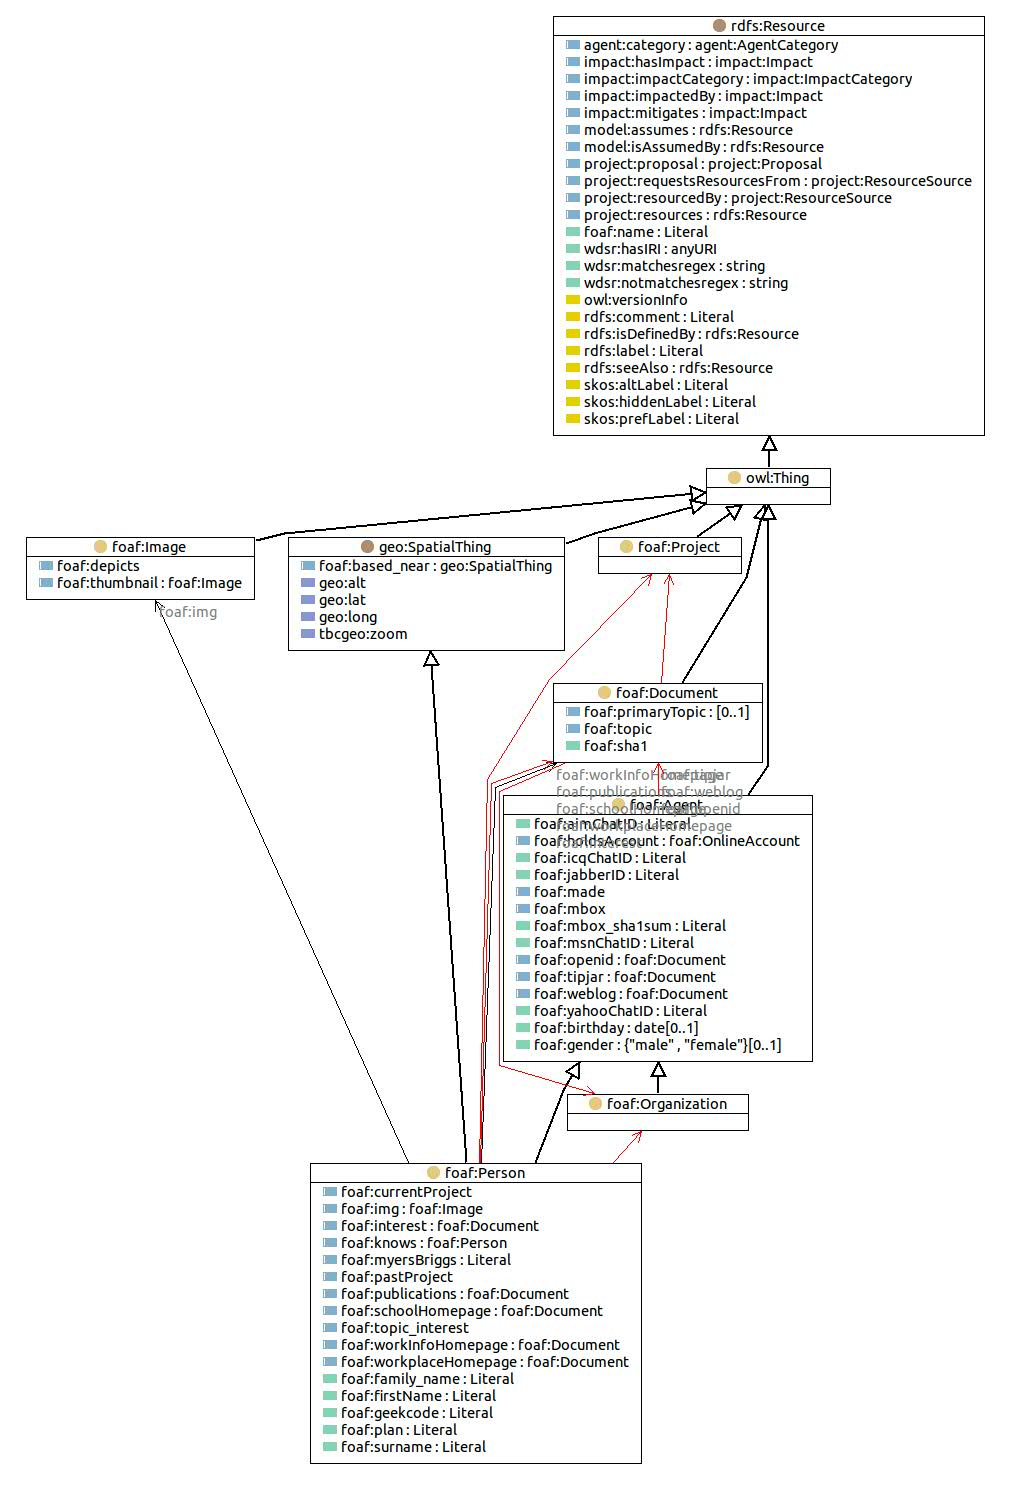 rdfs:Resource
agent:category : agent:AgentCategory
impact:hasImpact : impact:Impact
impact:impactCategory : impact:ImpactCategory
impact:impactedBy : impact:Impact
impact:mitigates : impact:Impact
model:assumes : rdfs:Resource
model:isAssumedBy : rdfs:Resource
project:proposal : project:Proposal
project:requestsResourcesFrom : project:ResourceSource
project:resourcedBy : project:ResourceSource
project:resources : rdfs:Resource
foaf:name : Literal
wdsr:hasIRI : anyURI
wdsr:matchesregex : string
wdsr:notmatchesregex : string
owl:versionInfo
rdfs:comment : Literal
rdfs:isDefinedBy : rdfs:Resource
rdfs:label : Literal
rdfs:seeAlso : rdfs:Resource
skos:altLabel : Literal
skos:hiddenLabel : Literal
skos:prefLabel : Literal
owl:Thing
foaf:Image
foaf:depicts
foaf:thumbnail : foaf:Image
foaf:img
geo:SpatialThing
foaf:based_near : geo:SpatialThing
geo:alt
geo:lat
geo:long
tbcgeo:zoom
foaf:Project
foaf:Document
foaf:primaryTopic : [0..1]
foaf:topic
foaf:sha1
foaf:workInfoHomepage
foaf:tipjar
foaf:publications
foaf:weblog
foaf:schoolHomepage
foaf:openid
foaf:workplaceHomepage
foaf:interest
foaf:Agent
foaf:aimChatID : Literal
foaf:holdsAccount : foaf:OnlineAccount
foaf:icqChatID : Literal
foaf:jabberID : Literal
foaf:made
foaf:mbox
foaf:mbox_sha1sum : Literal
foaf:msnChatID : Literal
foaf:openid : foaf:Document
foaf:tipjar : foaf:Document
foaf:weblog : foaf:Document
foaf:yahooChatID : Literal
foaf:birthday : date[0..1]
foaf:gender : {"male" , "female"}[0..1]
foaf:Organization
foaf:Person
foaf:currentProject
foaf:img : foaf:Image
foaf:interest : foaf:Document
foaf:knows : foaf:Person
foaf:myersBriggs : Literal
foaf:pastProject
foaf:publications : foaf:Document
foaf:schoolHomepage : foaf:Document
foaf:topic_interest
foaf:workInfoHomepage : foaf:Document
foaf:workplaceHomepage : foaf:Document
foaf:family_name : Literal
foaf:firstName : Literal
foaf:geekcode : Literal
foaf:plan : Literal
foaf:surname : Literal